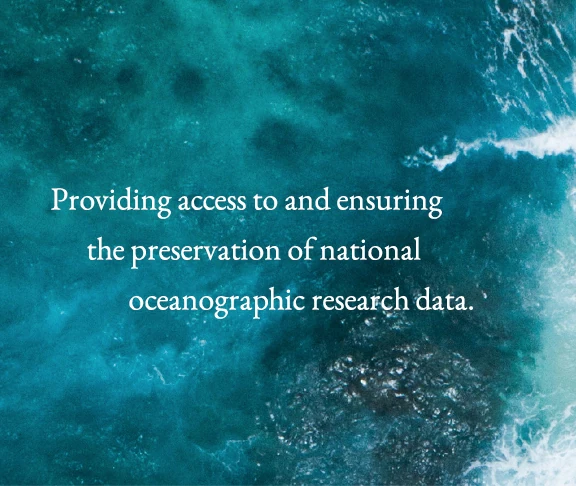 Providing access to and ensuring
the preservation of national
oceanographic research data.